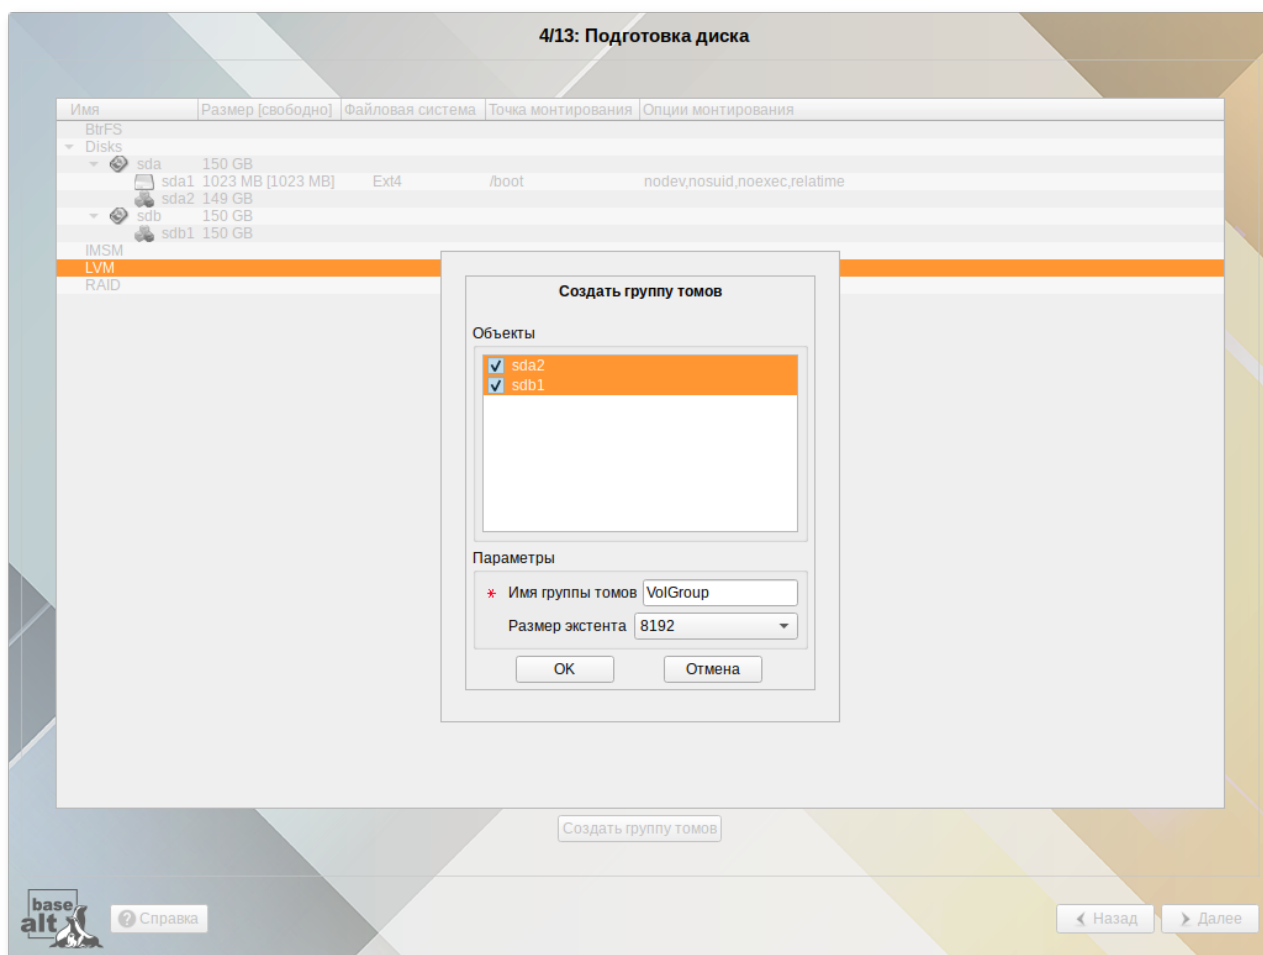 4/13: Подготовка диска
Имя Размер [свободно] Файловая система Точка монтирования Опции монтирования
BtrFS
Disks
sda 150 GB
sda1 1023 MB [1023 MB] Ext4 /boot nodev,nosuid,noexec,relatime
sda2 149 GB
sdb 150 GB
sdb1 150 GB
IMSM
LVM
RAID
Создать группу томов
Объекты
sda2
sdb1
Параметры
* Имя группы томов VolGroup
Размер экстента 8192
OK Отмена
Создать группу томов
base alt
Справка Назад Далее